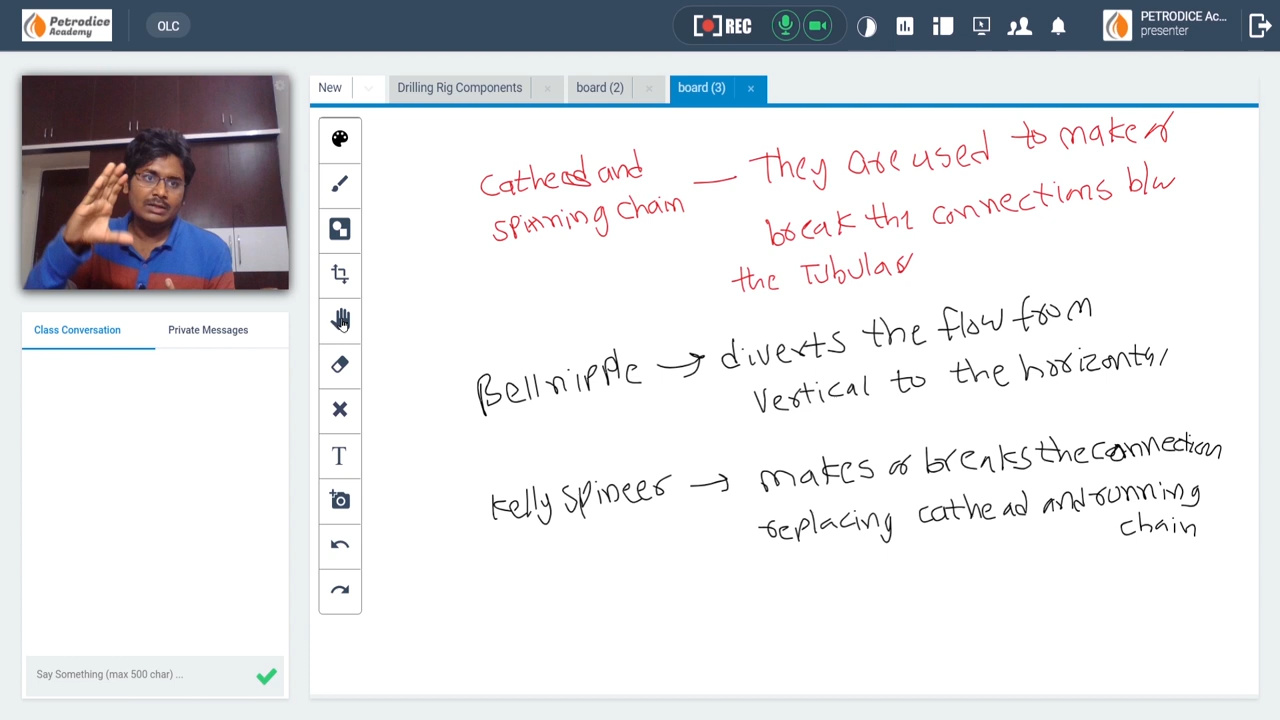 Petrodice
Academy
OLC
REC
PETRODICE Ac...
presenter
New
Drilling Rig Components
board (2)
board (3)
Class Conversation
Private Messages
Say Something (max 500 char) ...
T
Cathead and
spinning chain — They are used to make or
break the connections b/w
the Tubular
Bellnipple → diverts the flow from
Vertical to the horizontal
Kelly spineer → makes or breaks the connection
replacing cathead and running
chain